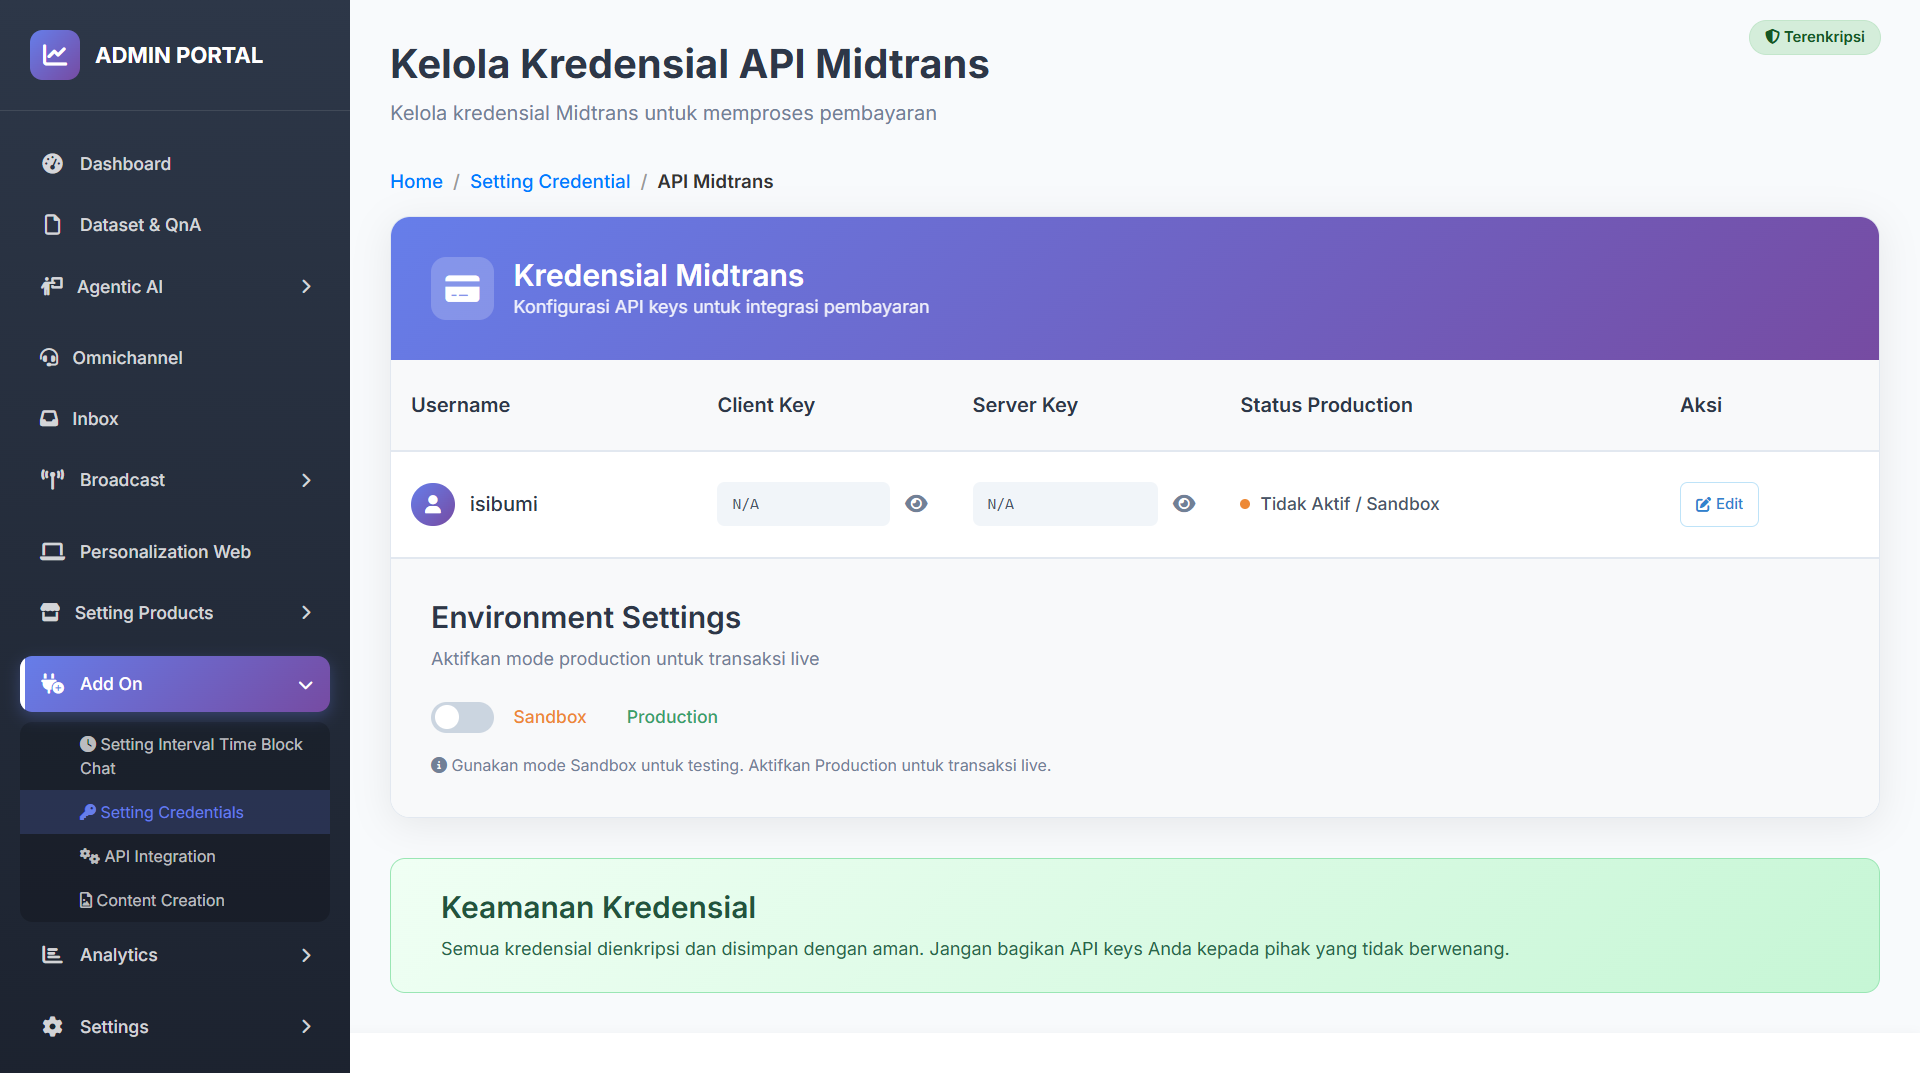 ADMIN PORTAL
Dashboard
Dataset & QnA
Agentic AI
Omnichannel
Inbox
Broadcast
Personalization Web
Setting Products
Add On
Setting Interval Time Block
Chat
Setting Credentials
API Integration
Content Creation
Analytics
Settings
Terenkripsi
Kelola Kredensial API Midtrans
Kelola kredensial Midtrans untuk memproses pembayaran
Home / Setting Credential / API Midtrans
Kredensial Midtrans
Konfigurasi API keys untuk integrasi pembayaran
Username Client Key Server Key Status Production Aksi
isibumi N/A N/A Tidak Aktif / Sandbox Edit
Environment Settings
Aktifkan mode production untuk transaksi live
Sandbox Production
Gunakan mode Sandbox untuk testing. Aktifkan Production untuk transaksi live.
Keamanan Kredensial
Semua kredensial dienkripsi dan disimpan dengan aman. Jangan bagikan API keys Anda kepada pihak yang tidak berwenang.